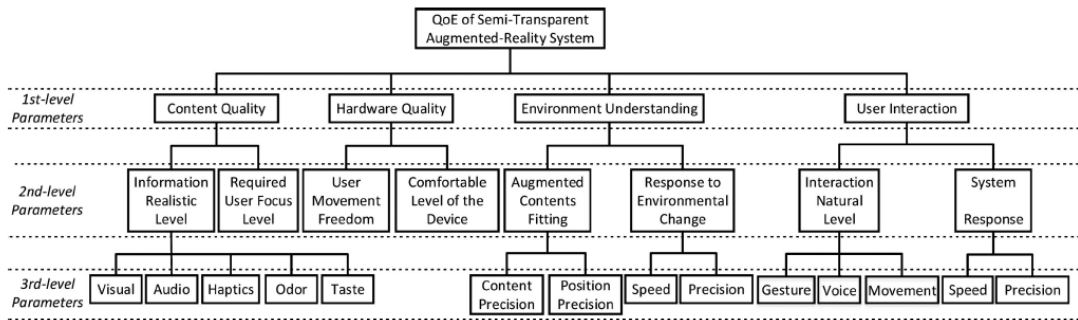 QoE of Semi-Transparent
Augmented-Reality System
1st-level
Parameters
Content Quality
Hardware Quality
Environment Understanding
User Interaction
2nd-level
Parameters
Information
Realistic
Level
Required
User Focus
Level
User
Movement
Freedom
Comfortable
Level of the
Device
Augmented
Contents
Fitting
Response to
Environmental
Change
Interaction
Natural
Level
System
Response
3rd-level
Parameters
Visual
Audio
Haptics
Odor
Taste
Content
Precision
Position
Precision
Speed
Precision
Gesture
Voice
Movement
Speed
Precision